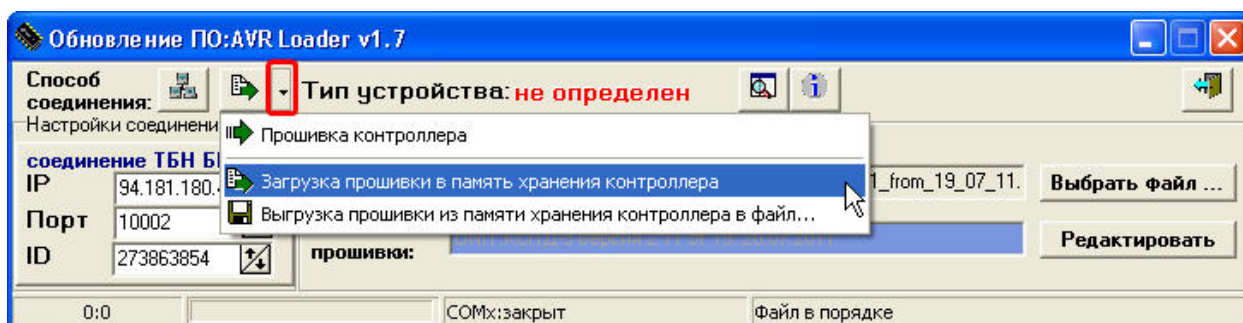 Обновление ПО:AVR Loader v1.7
Способ соединения:
Тип устройства: не определен
Настройки соединени
Прошивка контроллера
Загрузка прошивки в память хранения контроллера
Выгрузка прошивки из памяти хранения контроллера в файл...
соединение ТБН
IP 94.181.180.
1_from_19_07_11.
Выбрать файл ...
Порт 10002
Редактировать
ID 273863854
прошивки:
0:0
COMx:закрыт
Файл в порядке